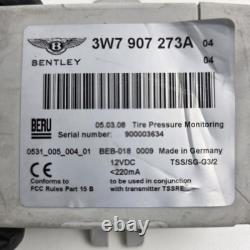 3W7 907 273A 04
BENTLEY 04
BERU 05.03.08 Tire Pressure Monitoring
Serial number: 900003634
0531_005_004_01 BEB-018 0009 Made in Germany
12VDC TSS/SG-G3/2
CE <220mA
conforms to to be used in conjunction
FCC Rules Part 15 B with transmitter TSSRE